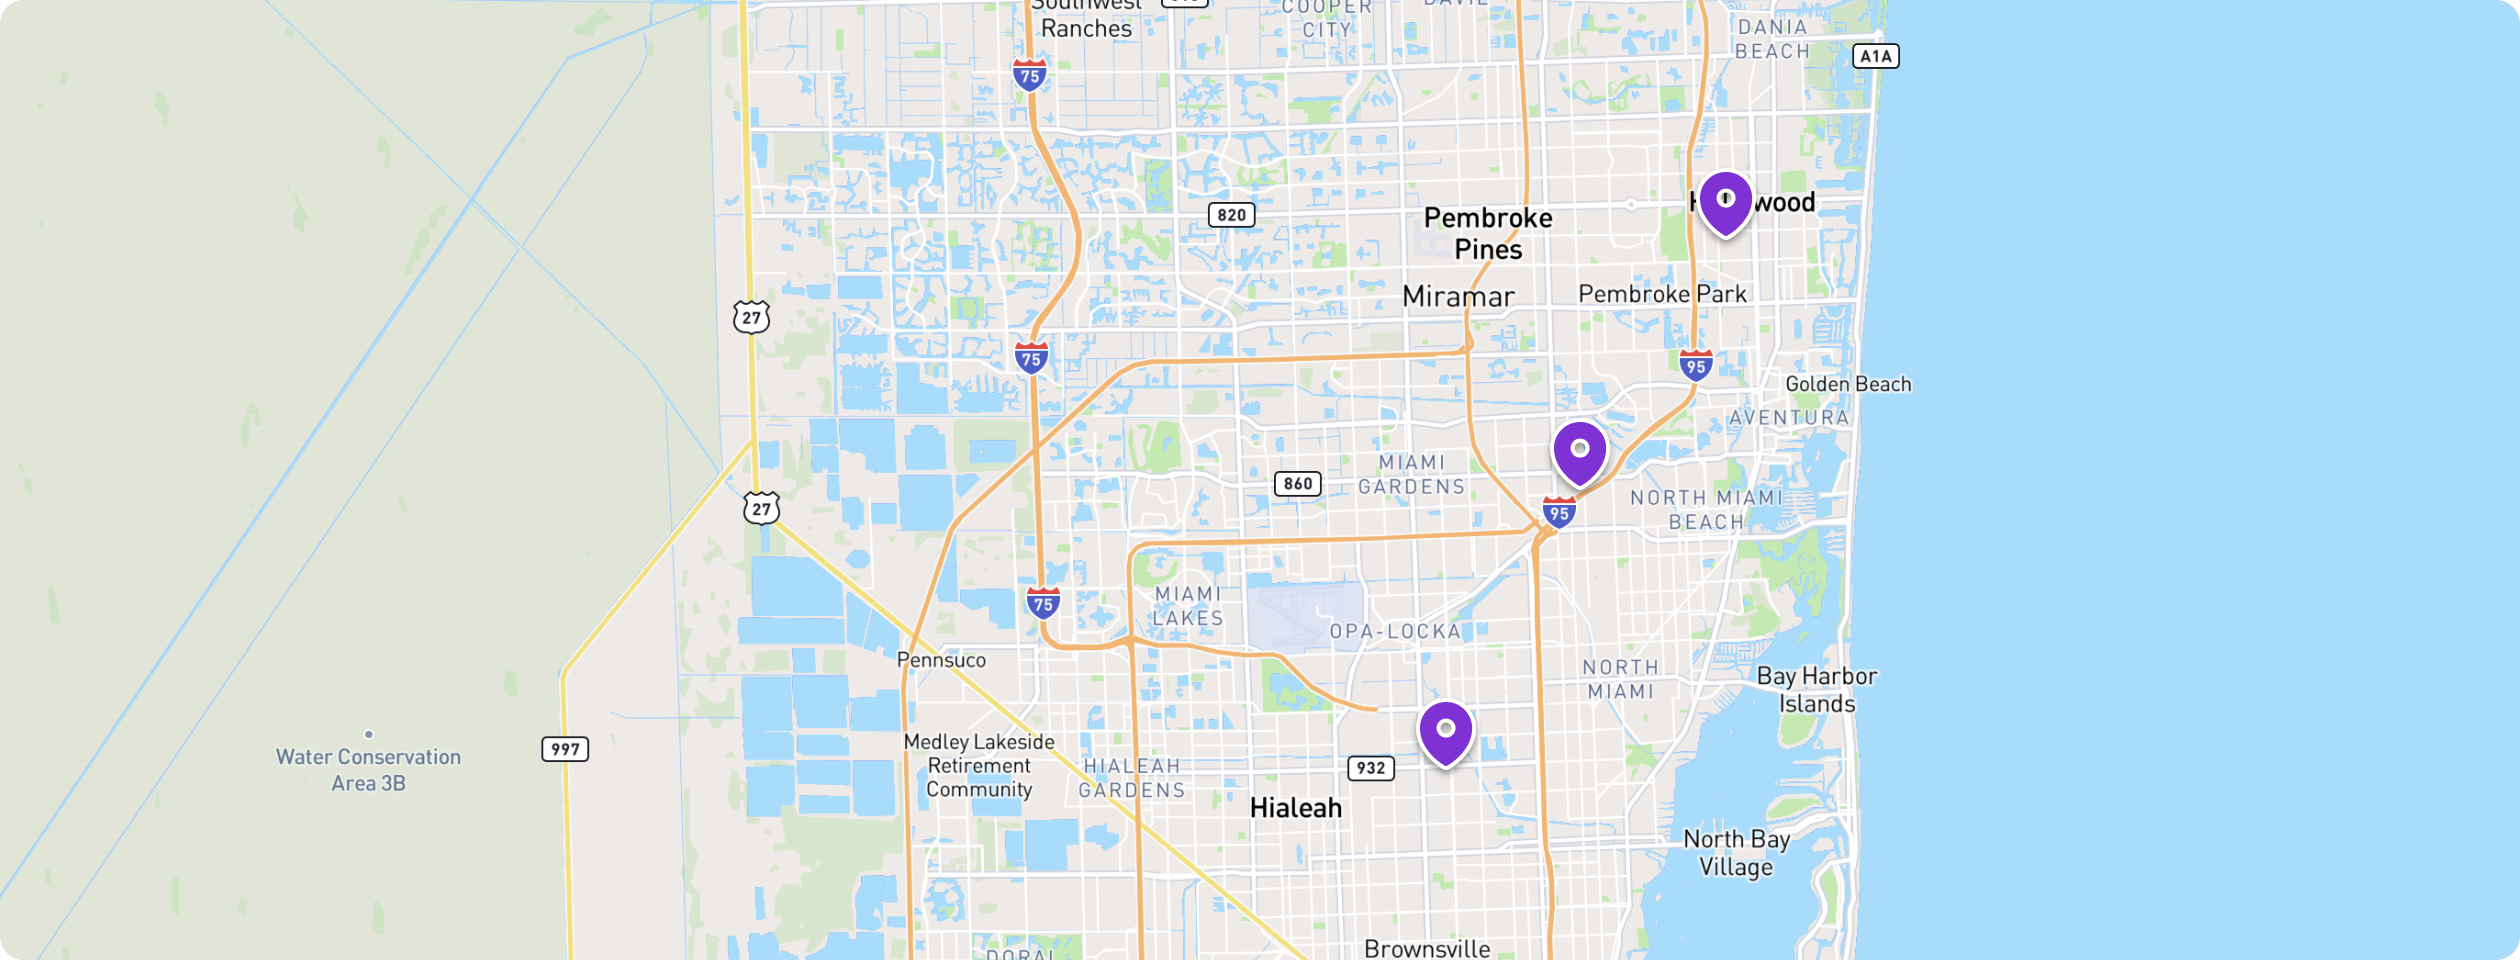 Southwest
Ranches
COOPER
CITY
DAVIE
DANIA
BEACH
A1A
75
820
Pembroke
Pines
wood
27
Miramar
Pembroke Park
75
95
Golden Beach
AVENTURA
MIAMI
GARDENS
860
27
95
NORTH MIAMI
BEACH
75
MIAMI
LAKES
OPA-LOCKA
Pennsuco
NORTH
MIAMI
Bay Harbor
Islands
Water Conservation
Area 3B
997
Medley Lakeside
Retirement
Community
HIALEAH
GARDENS
932
Hialeah
North Bay
Village
Brownsville
DORAL